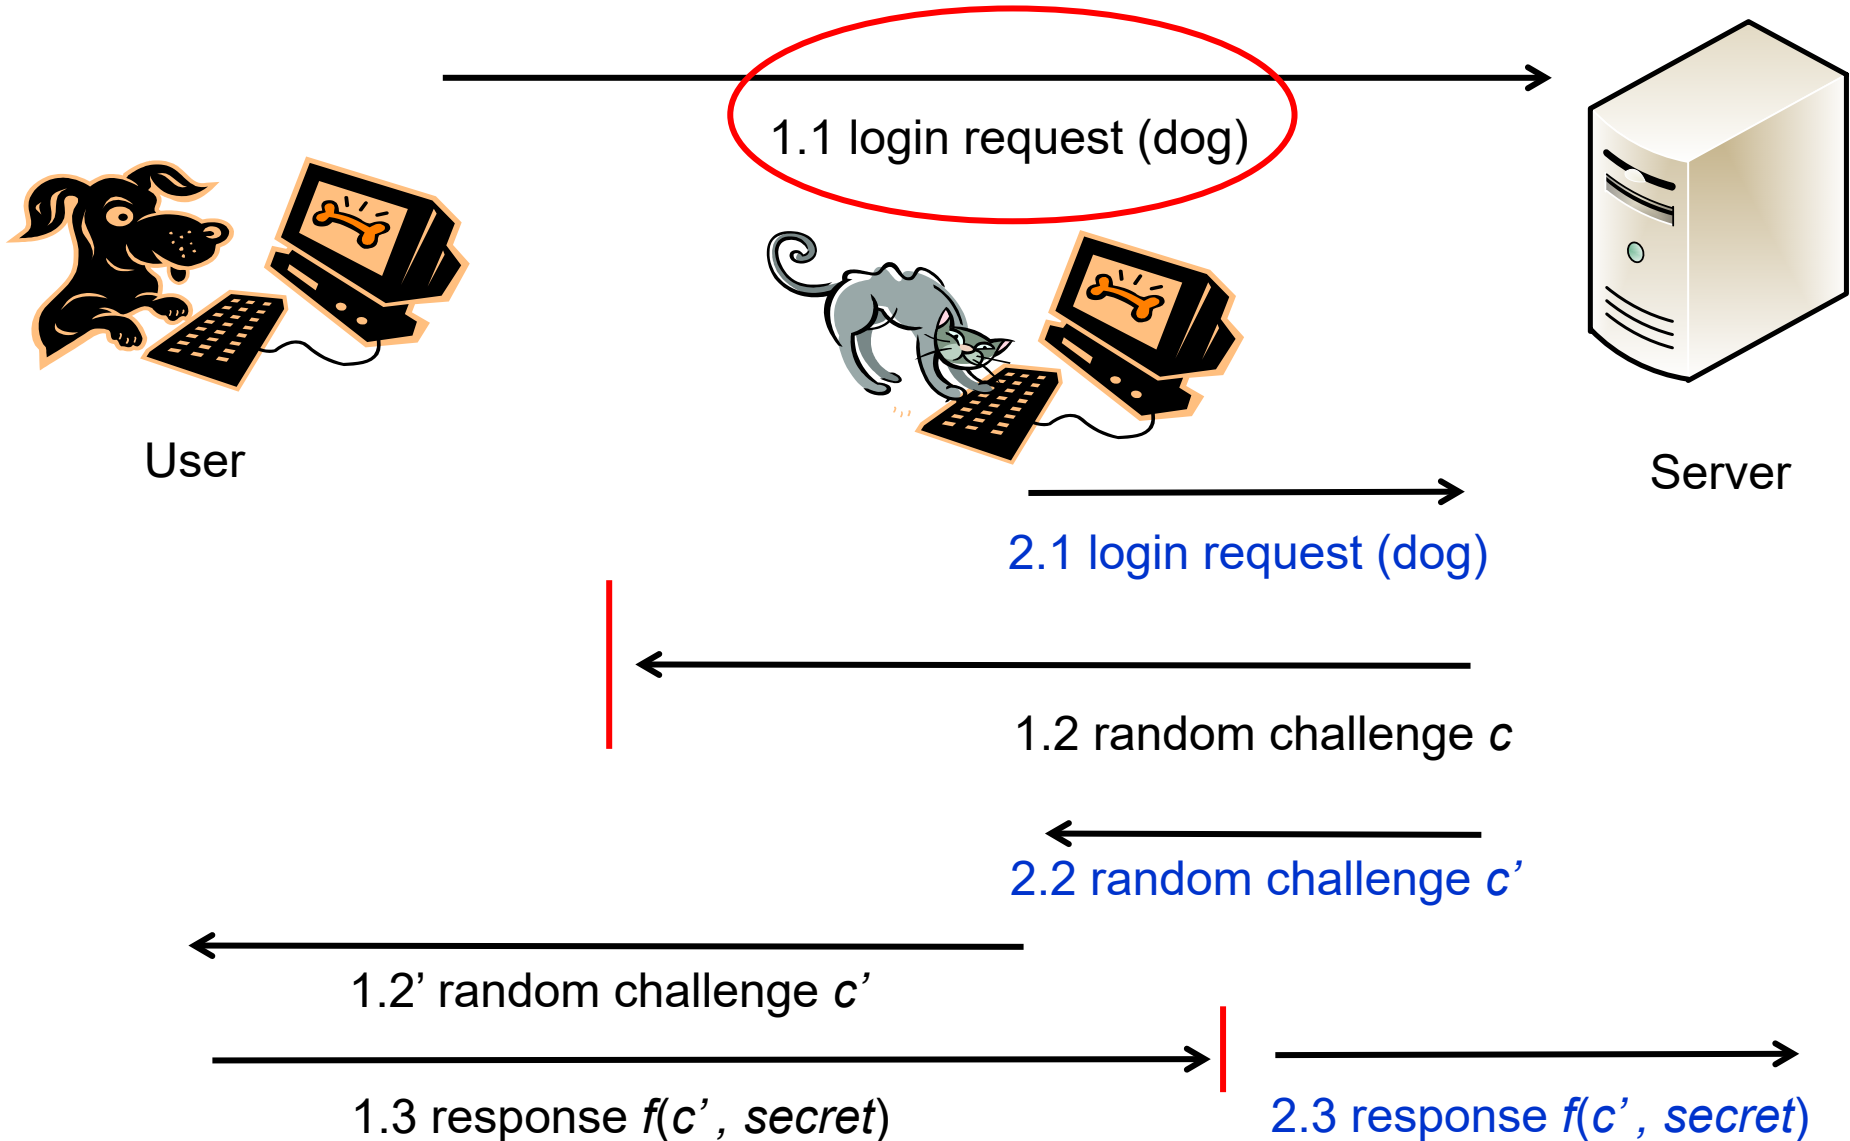 1.1 login request (dog)
User
Server
2.1 login request (dog)
1.2 random challenge c
2.2 random challenge c’
1.2’ random challenge c’
1.3 response f(c’ , secret)
2.3 response f(c’ , secret)